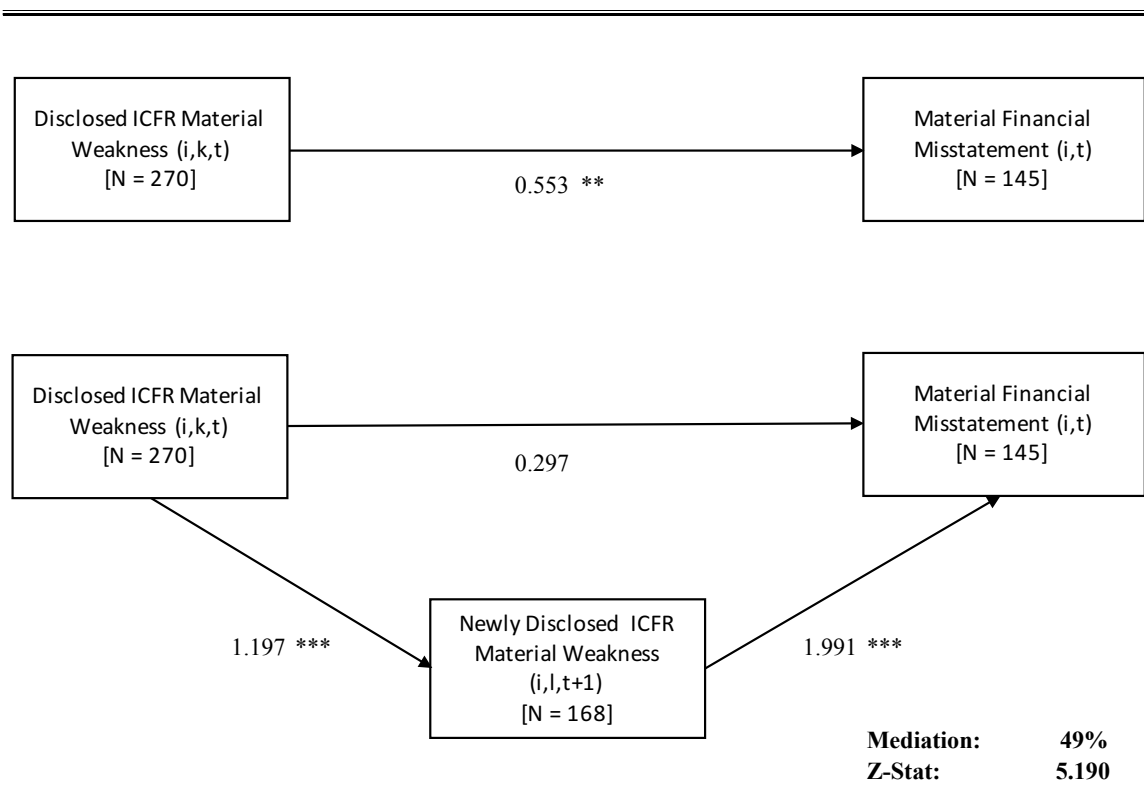 Disclosed ICFR Material
Weakness (i,k,t)
[N = 270]
0.553 **
Material Financial
Misstatement (i,t)
[N = 145]
Disclosed ICFR Material
Weakness (i,k,t)
[N = 270]
0.297
Material Financial
Misstatement (i,t)
[N = 145]
1.197 ***
Newly Disclosed ICFR
Material Weakness
(i,l,t+1)
[N = 168]
1.991 ***
Mediation: 49%
Z-Stat: 5.190